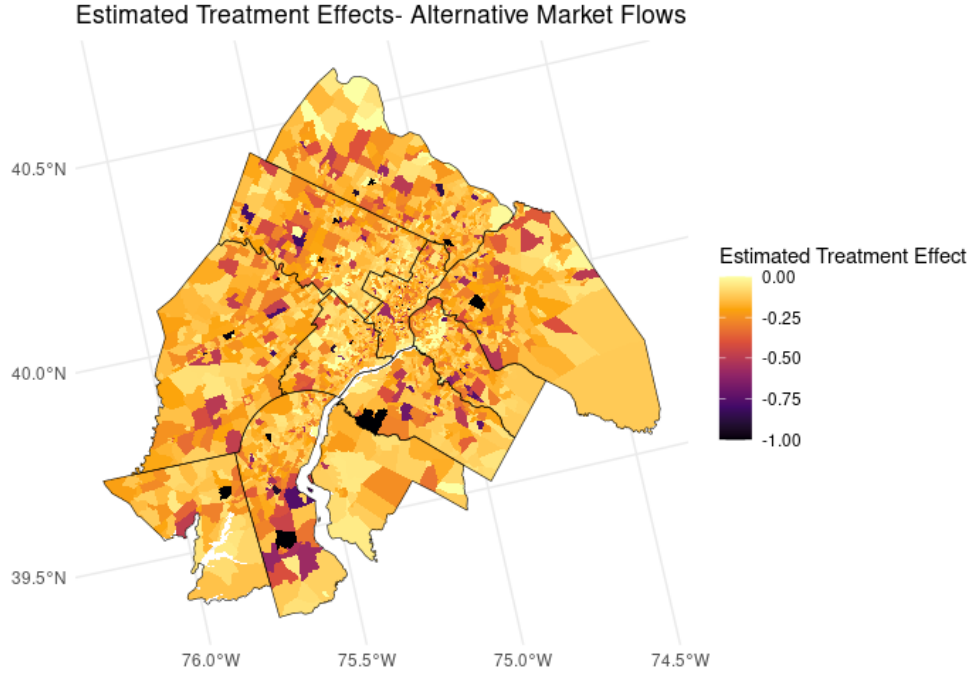 Estimated Treatment Effects- Alternative Market Flows
40.5°N
40.0°N
39.5°N
76.0°W
75.5°W
75.0°W
74.5°W
Estimated Treatment Effect
0.00
-0.25
-0.50
-0.75
-1.00